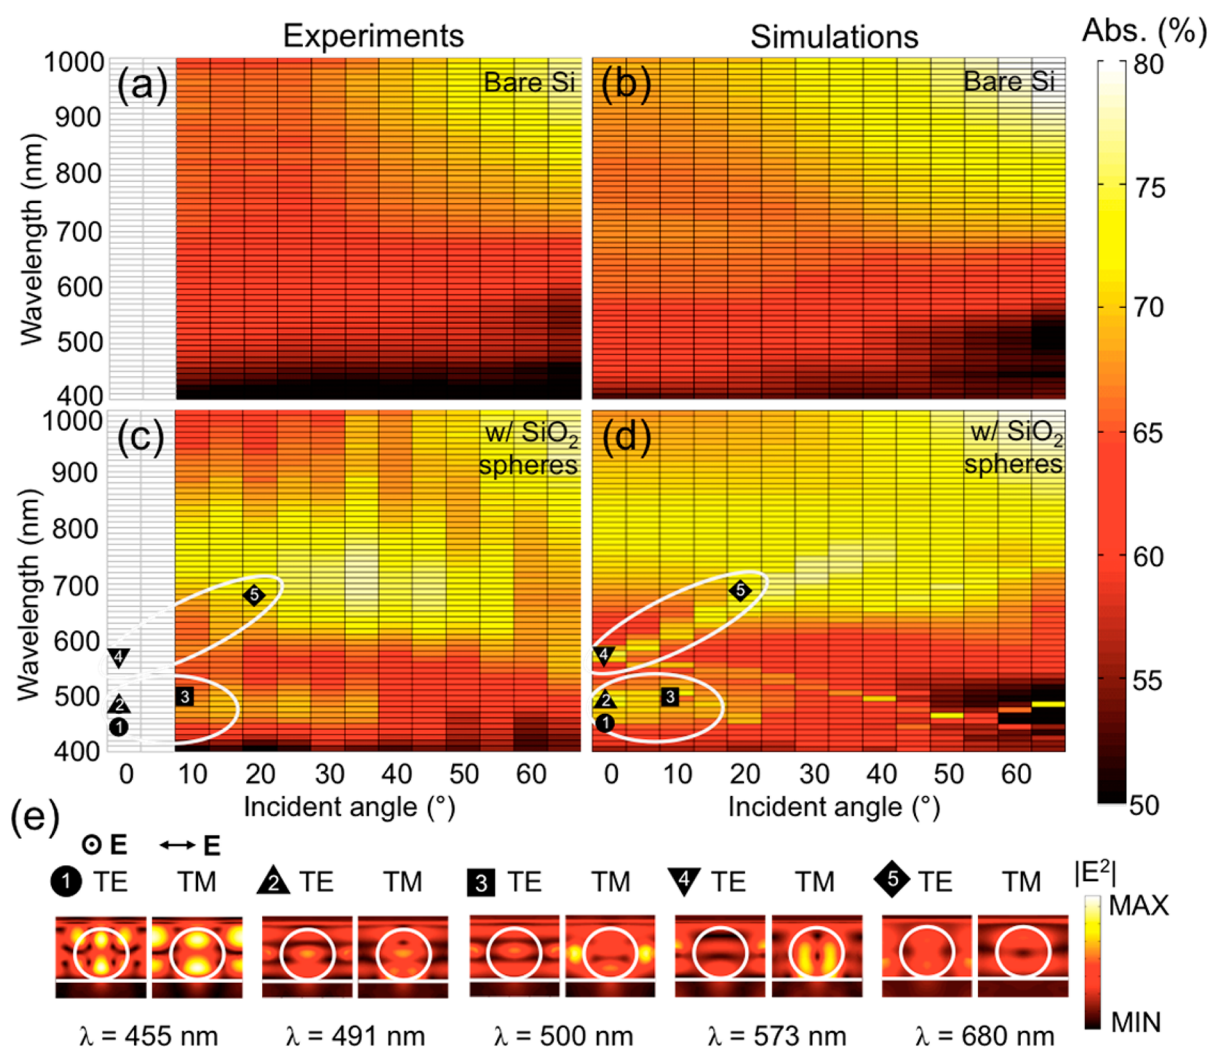 Experiments
Simulations
Abs. (%)
(a)
Bare Si
(b)
Bare Si
Wavelength (nm)
1000
900
800
700
600
500
400
80
75
70
65
60
50
(c)
w/ SiO2
spheres
(d)
w/ SiO2
spheres
Wavelength (nm)
1000
900
800
700
600
500
400
5
4
3
2
1
5
4
3
2
1
0 10 20 30 40 50 60
0 10 20 30 40 50 60
Incident angle (°)
Incident angle (°)
(e)
E
E
1 TE TM
2 TE TM
3 TE TM
4 TE TM
5 TE TM
|E²|
MAX
MIN
λ = 455 nm
λ = 491 nm
λ = 500 nm
λ = 573 nm
λ = 680 nm